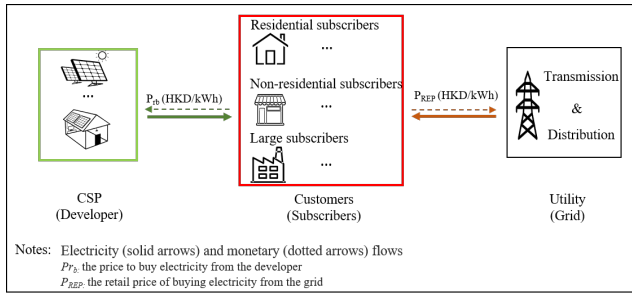 Residential subscribers
...
Non-residential subscribers
...
Large subscribers
...
...
P_rb (HKD/kWh)
P_REP (HKD/kWh)
Transmission
&
Distribution
CSP
(Developer)
Customers
(Subscribers)
Utility
(Grid)
Notes: Electricity (solid arrows) and monetary (dotted arrows) flows
Pr_b: the price to buy electricity from the developer
P_REP: the retail price of buying electricity from the grid